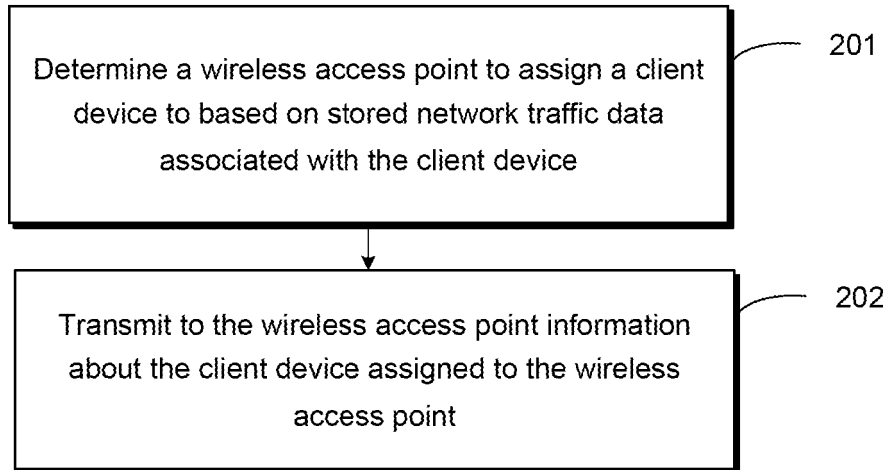 Determine a wireless access point to assign a client
device to based on stored network traffic data
associated with the client device
201
Transmit to the wireless access point information
about the client device assigned to the wireless
access point
202